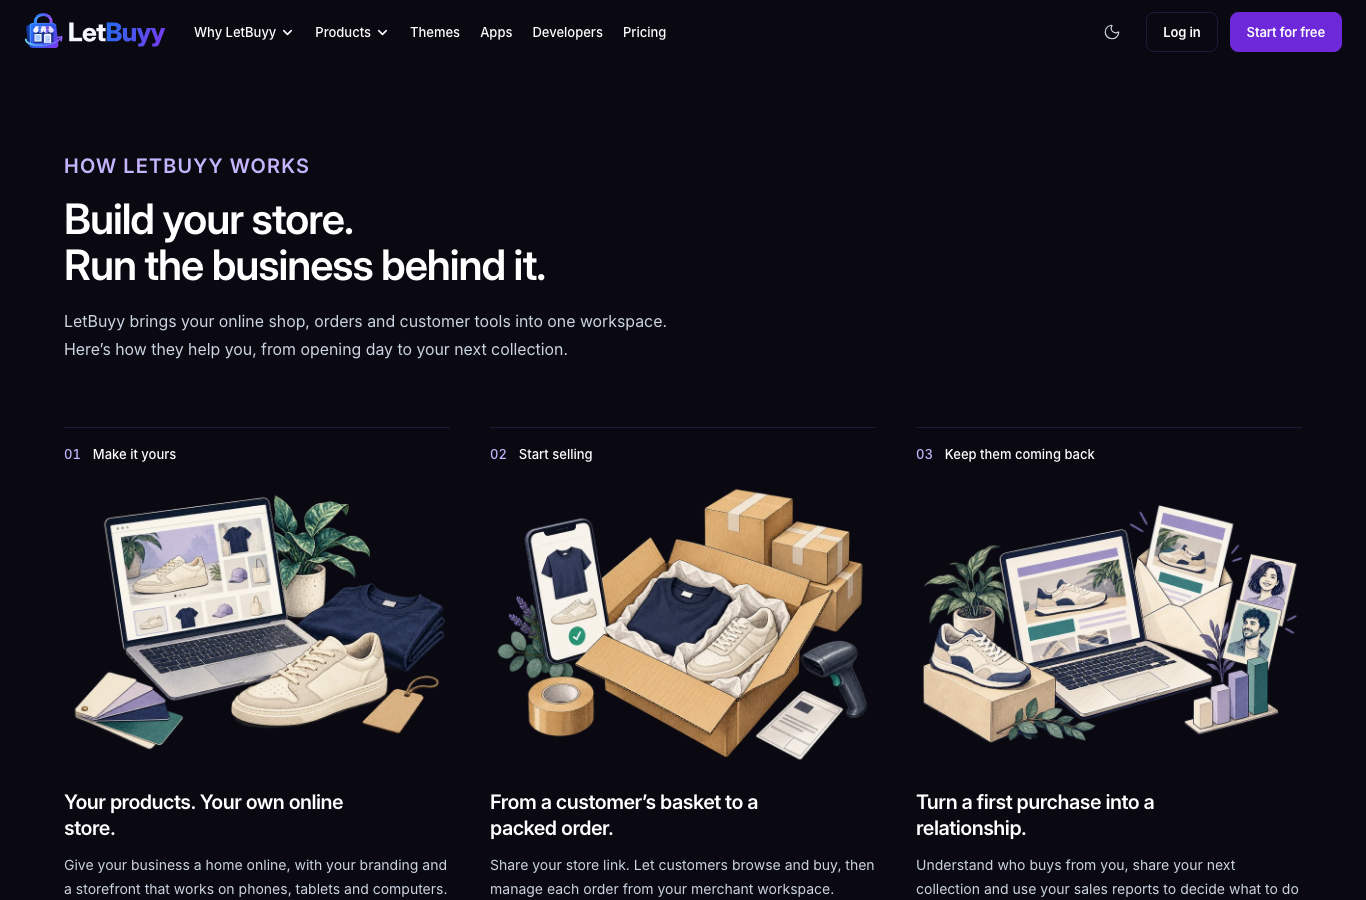 LetBuyy
Why LetBuyy
Products
Themes
Apps
Developers
Pricing
Log in
Start for free
HOW LETBUYY WORKS
Build your store.
Run the business behind it.
LetBuyy brings your online shop, orders and customer tools into one workspace.
Here’s how they help you, from opening day to your next collection.
01 Make it yours
02 Start selling
03 Keep them coming back
Your products. Your own online
store.
Give your business a home online, with your branding and
a storefront that works on phones, tablets and computers.
From a customer’s basket to a
packed order.
Share your store link. Let customers browse and buy, then
manage each order from your merchant workspace.
Turn a first purchase into a
relationship.
Understand who buys from you, share your next
collection and use your sales reports to decide what to do